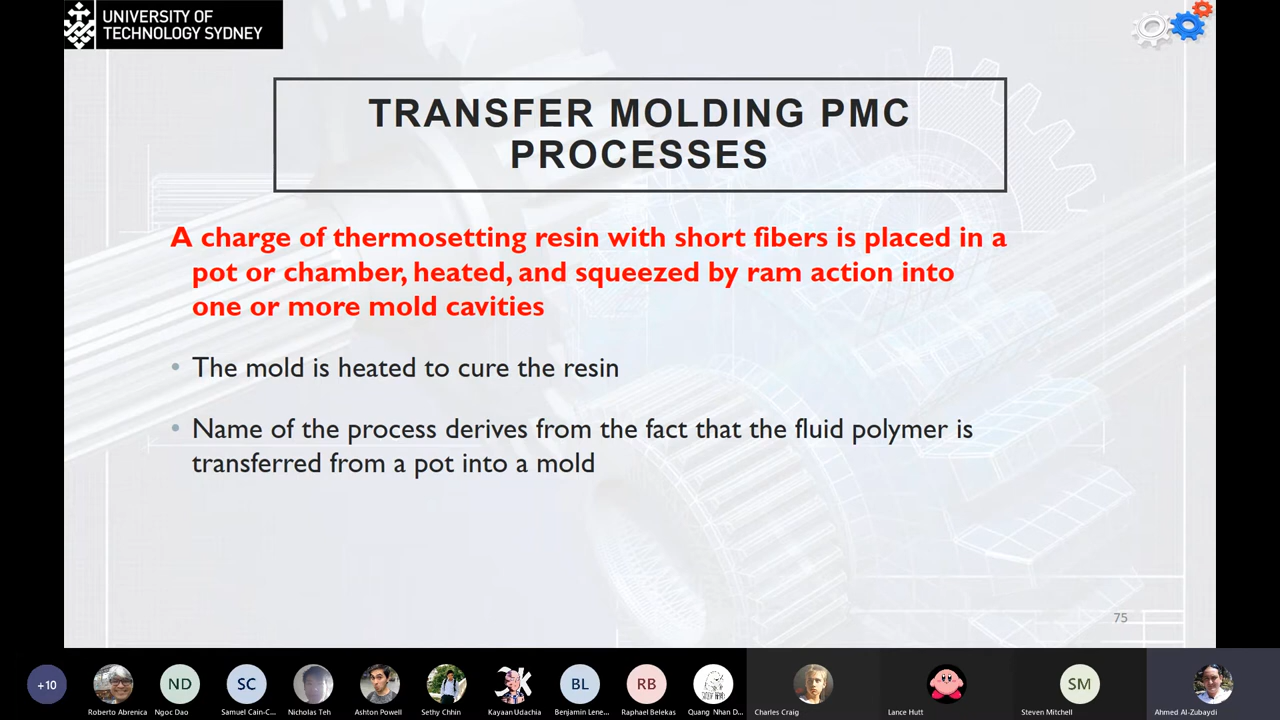 UNIVERSITY OF
TECHNOLOGY SYDNEY
TRANSFER MOLDING PMC
PROCESSES
A charge of thermosetting resin with short fibers is placed in a
pot or chamber, heated, and squeezed by ram action into
one or more mold cavities
• The mold is heated to cure the resin
• Name of the process derives from the fact that the fluid polymer is
transferred from a pot into a mold
75
+10 ND SC BL RB SM
Roberto Abrenica Ngoc Dao Samuel Cain-C... Nicholas Teh Ashton Powell Sethy Chhin Kayaan Udachia Benjamin Lene... Raphael Belekas Quang Nhan D... Charles Craig Lance Hutt Steven Mitchell Ahmed Al-Zubaydi